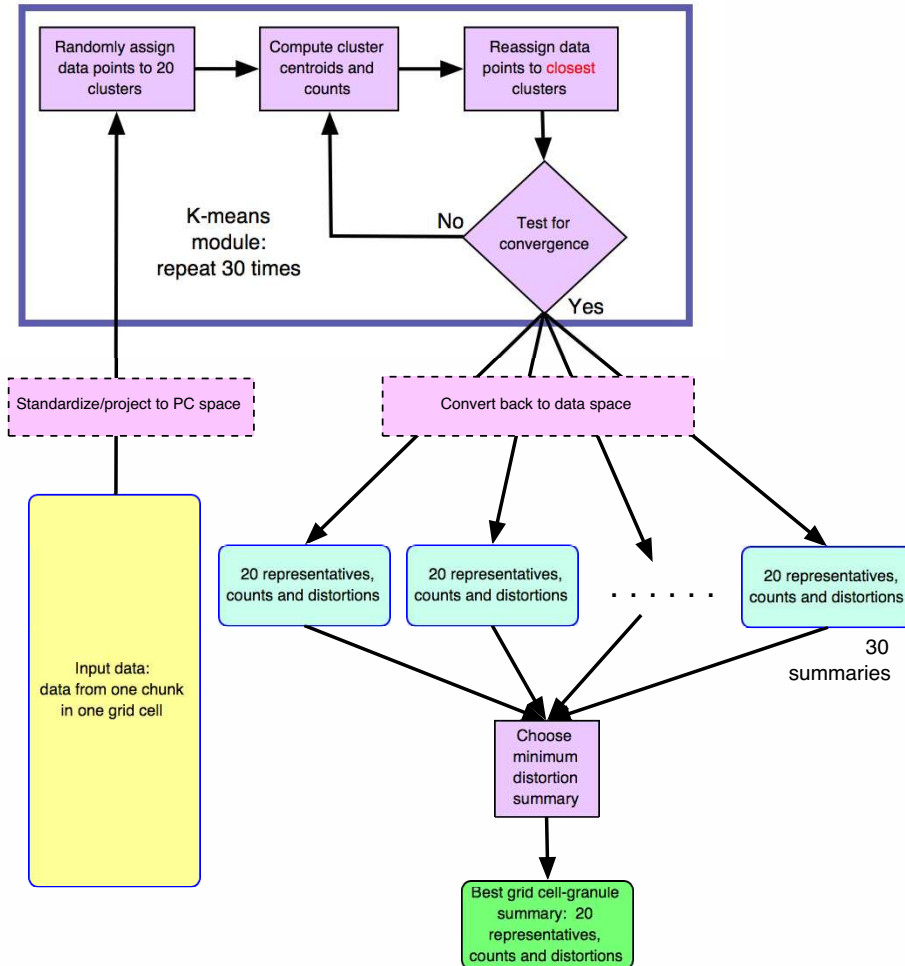 Randomly assign
data points to 20
clusters
Compute cluster
centroids and
counts
Reassign data
points to closest
clusters
K-means
module:
repeat 30 times
No
Test for
convergence
Yes
Standardize/project to PC space
Convert back to data space
Input data:
data from one chunk
in one grid cell
20 representatives,
counts and distortions
20 representatives,
counts and distortions
. . . . . .
20 representatives,
counts and distortions
30
summaries
Choose
minimum
distortion
summary
Best grid cell-granule
summary: 20
representatives,
counts and distortions